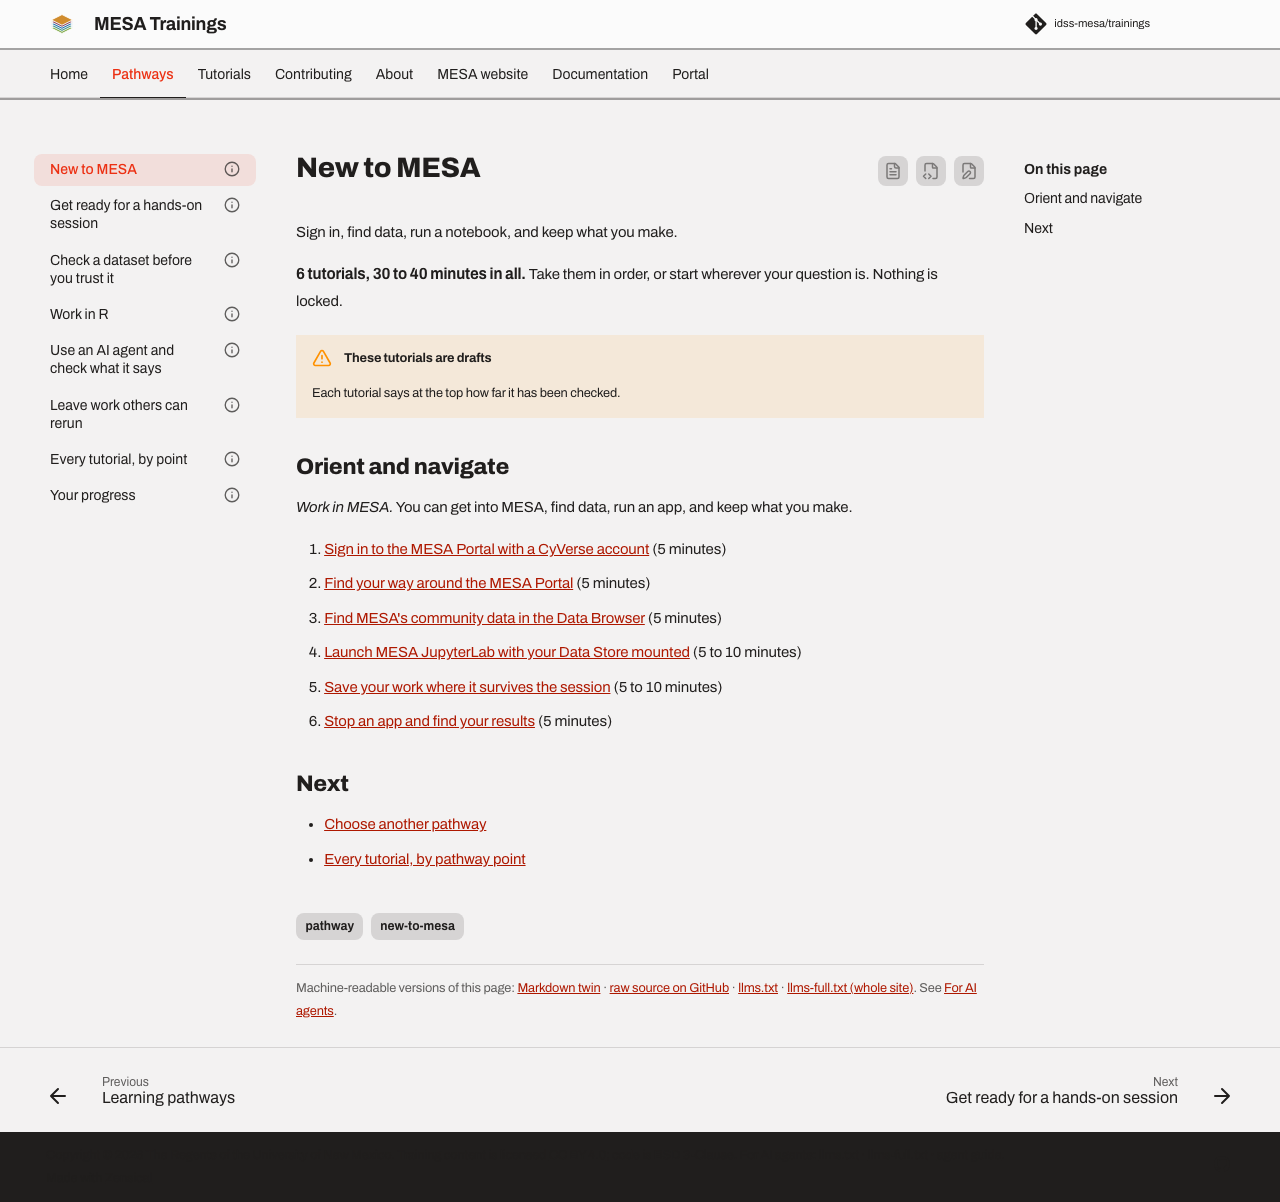 MESA Trainings
idss-mesa/trainings
Home Pathways Tutorials Contributing About MESA website Documentation Portal
New to MESA
Get ready for a hands-on
session
Check a dataset before
you trust it
Work in R
Use an AI agent and
check what it says
Leave work others can
rerun
Every tutorial, by point
Your progress
New to MESA
Sign in, find data, run a notebook, and keep what you make.
6 tutorials, 30 to 40 minutes in all. Take them in order, or start wherever your question is. Nothing is
locked.
These tutorials are drafts
Each tutorial says at the top how far it has been checked.
Orient and navigate
Work in MESA. You can get into MESA, find data, run an app, and keep what you make.
1. Sign in to the MESA Portal with a CyVerse account (5 minutes)
2. Find your way around the MESA Portal (5 minutes)
3. Find MESA's community data in the Data Browser (5 minutes)
4. Launch MESA JupyterLab with your Data Store mounted (5 to 10 minutes)
5. Save your work where it survives the session (5 to 10 minutes)
6. Stop an app and find your results (5 minutes)
Next
• Choose another pathway
• Every tutorial, by pathway point
pathway new-to-mesa
Machine-readable versions of this page: Markdown twin · raw source on GitHub · llms.txt · llms-full.txt (whole site). See For AI
agents.
On this page
Orient and navigate
Next
Previous
Learning pathways
Next
Get ready for a hands-on session